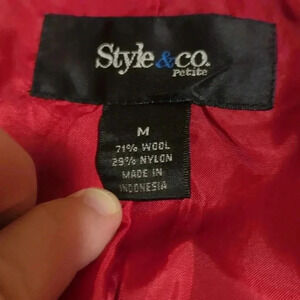 Style&co.
Petite
M
71% WOOL
29% NYLON
MADE IN
INDONESIA